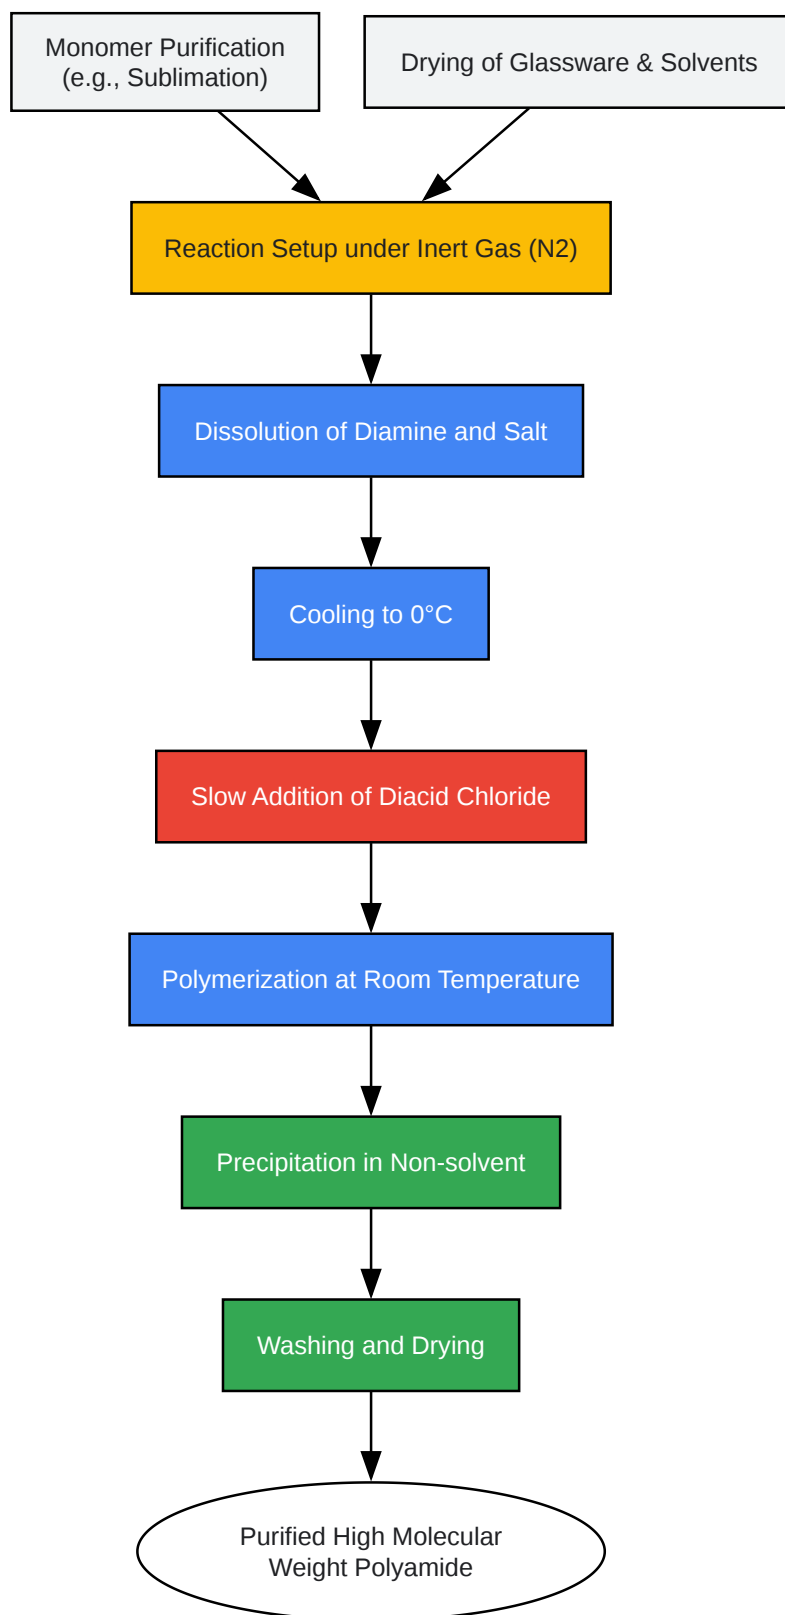 Monomer Purification
(e.g., Sublimation)
Drying of Glassware & Solvents
Reaction Setup under Inert Gas (N2)
Dissolution of Diamine and Salt
Cooling to 0°C
Slow Addition of Diacid Chloride
Polymerization at Room Temperature
Precipitation in Non-solvent
Washing and Drying
Purified High Molecular
Weight Polyamide